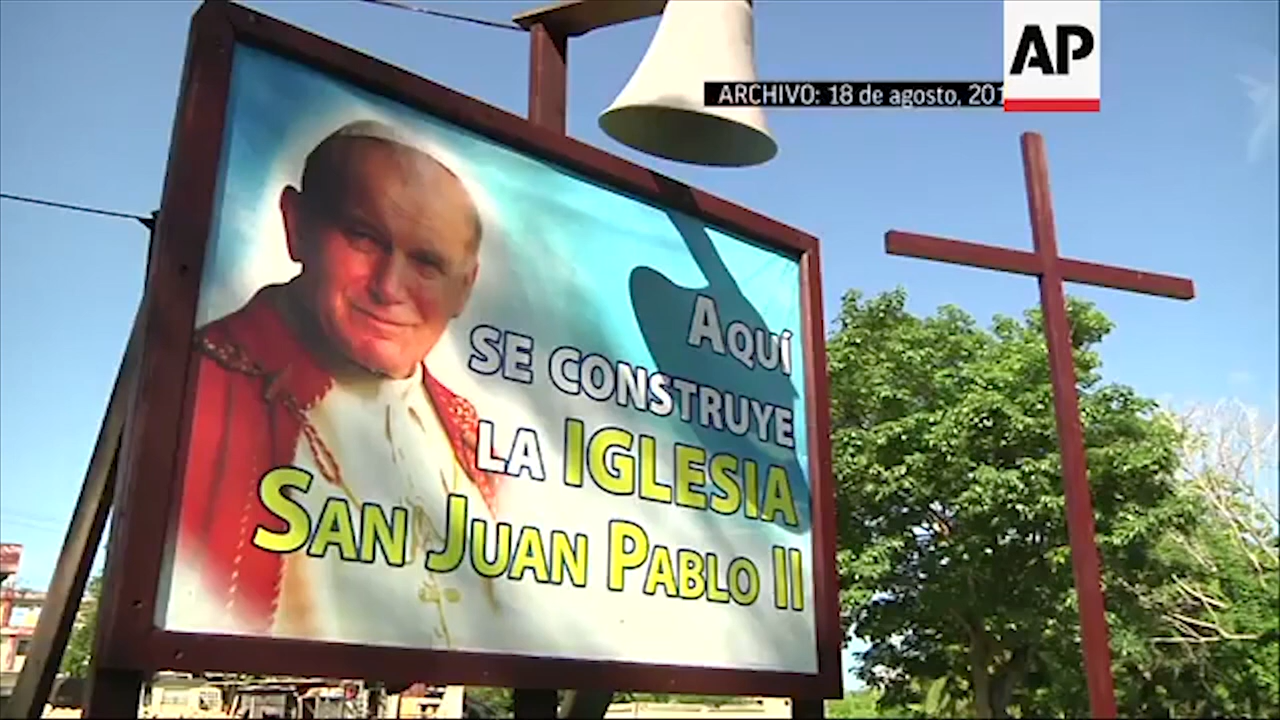 AP
ARCHIVO: 18 de agosto,
AQUÍ
SE CONSTRUYE
LA IGLESIA
SAN JUAN PABLO II